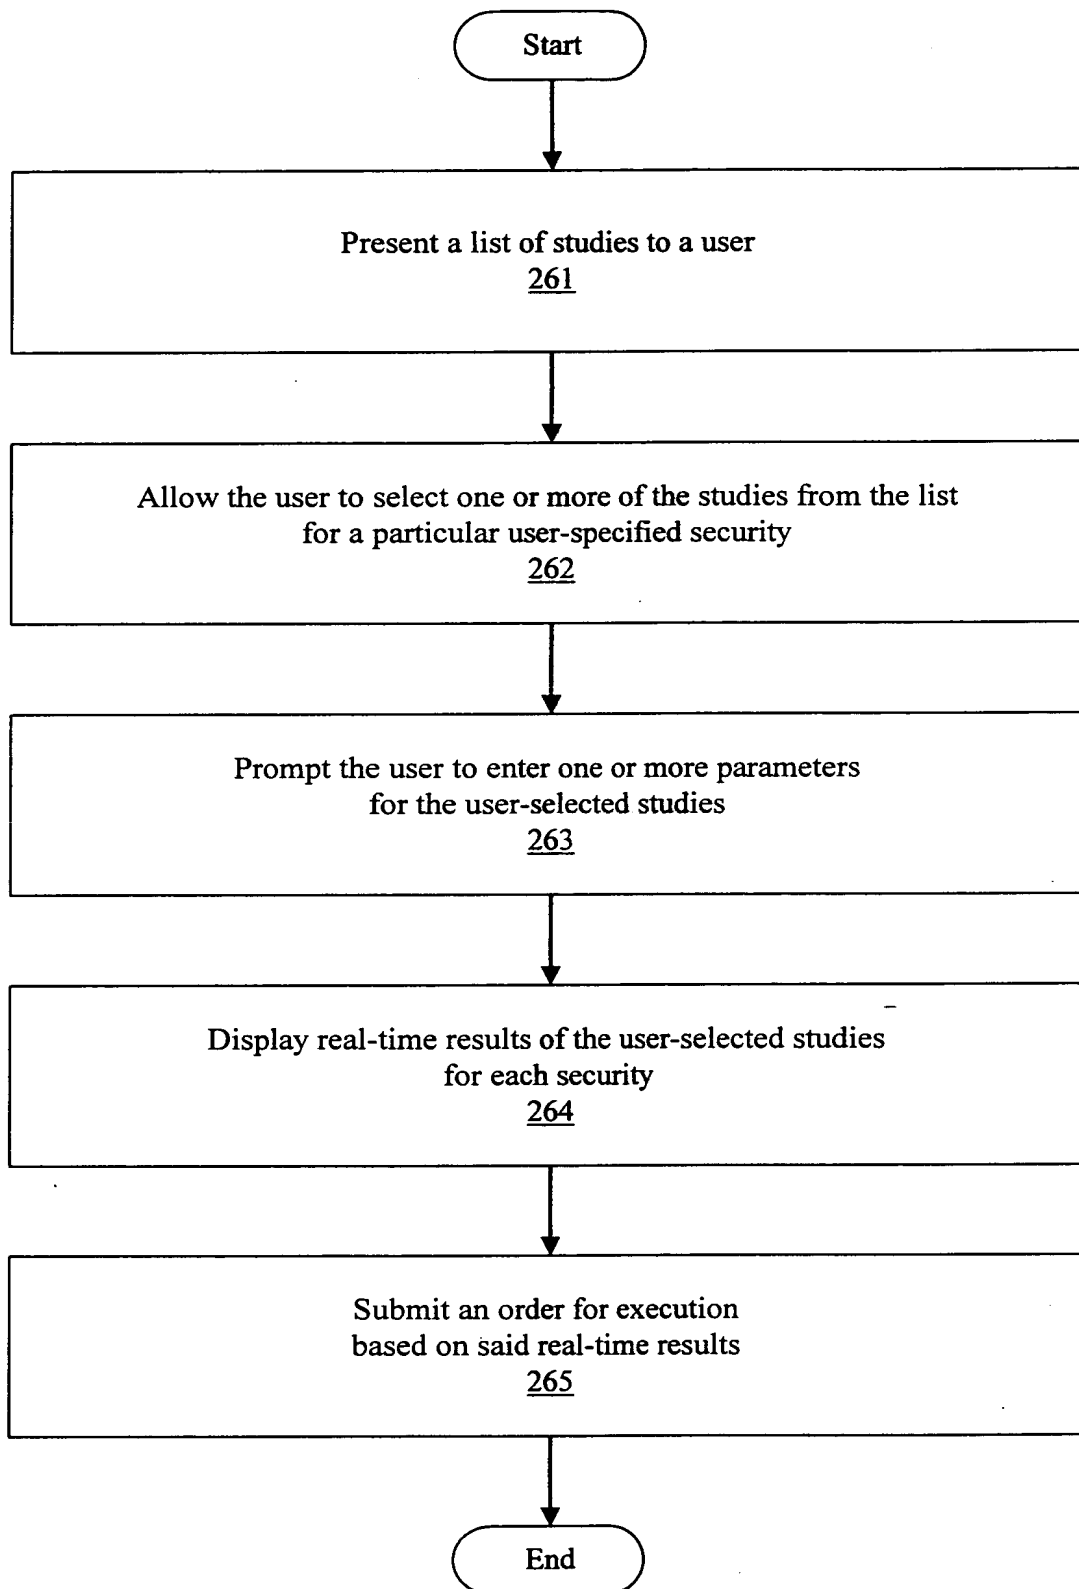 Start
Present a list of studies to a user
261
Allow the user to select one or more of the studies from the list
for a particular user-specified security
262
Prompt the user to enter one or more parameters
for the user-selected studies
263
Display real-time results of the user-selected studies
for each security
264
Submit an order for execution
based on said real-time results
265
End